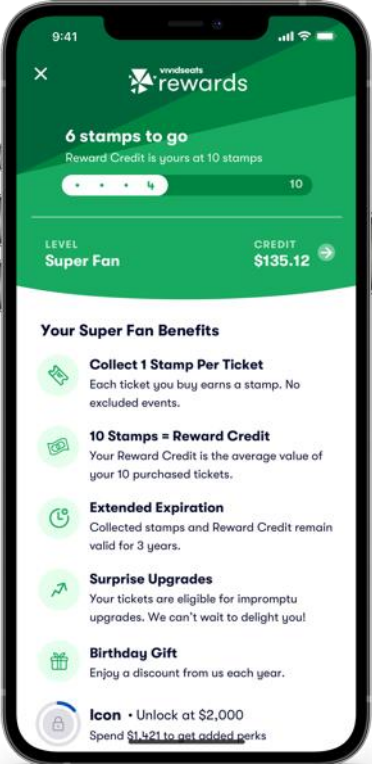 9:41
vividseats
rewards
6 stamps to go
Reward Credit is yours at 10 stamps
4 10
LEVEL CREDIT
Super Fan $135.12
Your Super Fan Benefits
Collect 1 Stamp Per Ticket
Each ticket you buy earns a stamp. No
excluded events.
10 Stamps = Reward Credit
Your Reward Credit is the average value of
your 10 purchased tickets.
Extended Expiration
Collected stamps and Reward Credit remain
valid for 3 years.
Surprise Upgrades
Your tickets are eligible for impromptu
upgrades. We can't wait to delight you!
Birthday Gift
Enjoy a discount from us each year.
Icon • Unlock at $2,000
Spend $1,421 to get added perks